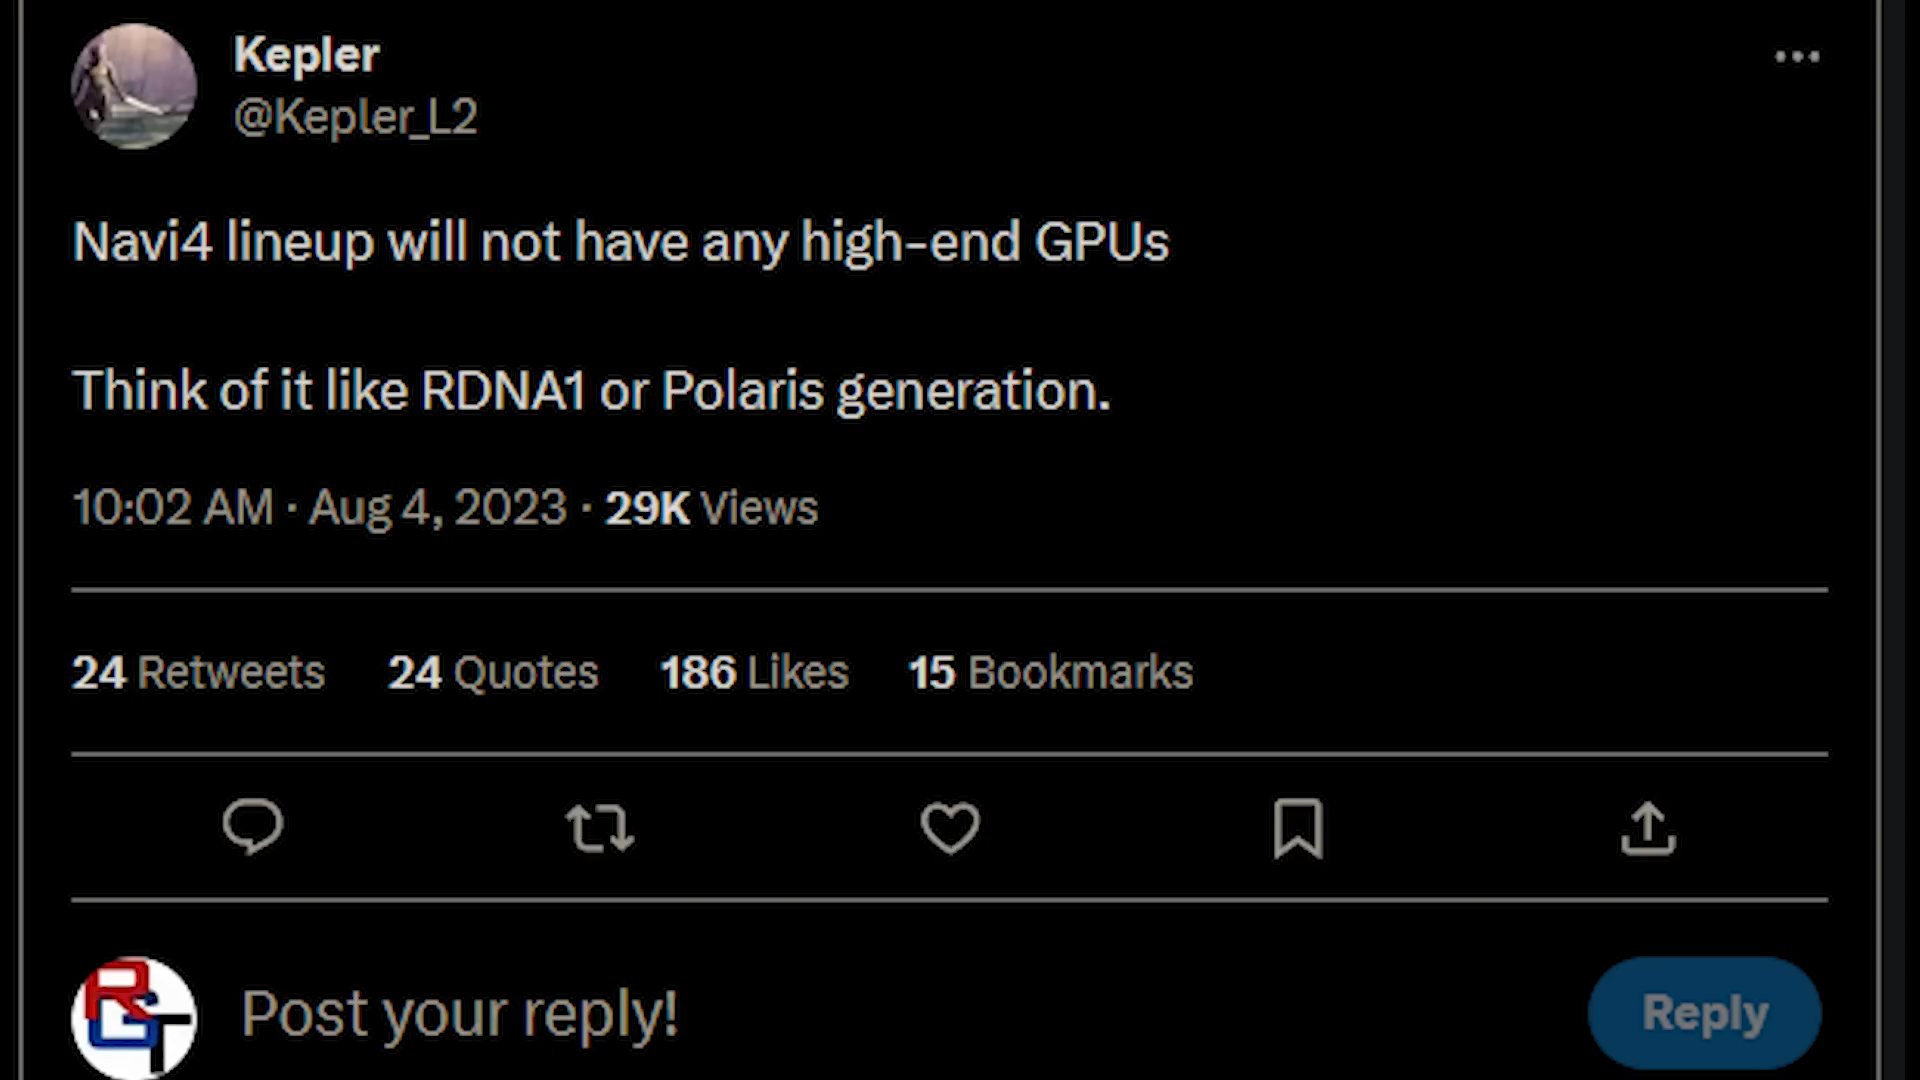 Kepler
@Kepler_L2
Navi4 lineup will not have any high-end GPUs
Think of it like RDNA1 or Polaris generation.
10:02 AM · Aug 4, 2023 · 29K Views
24 Retweets 24 Quotes 186 Likes 15 Bookmarks
RGT
Post your reply!
Reply